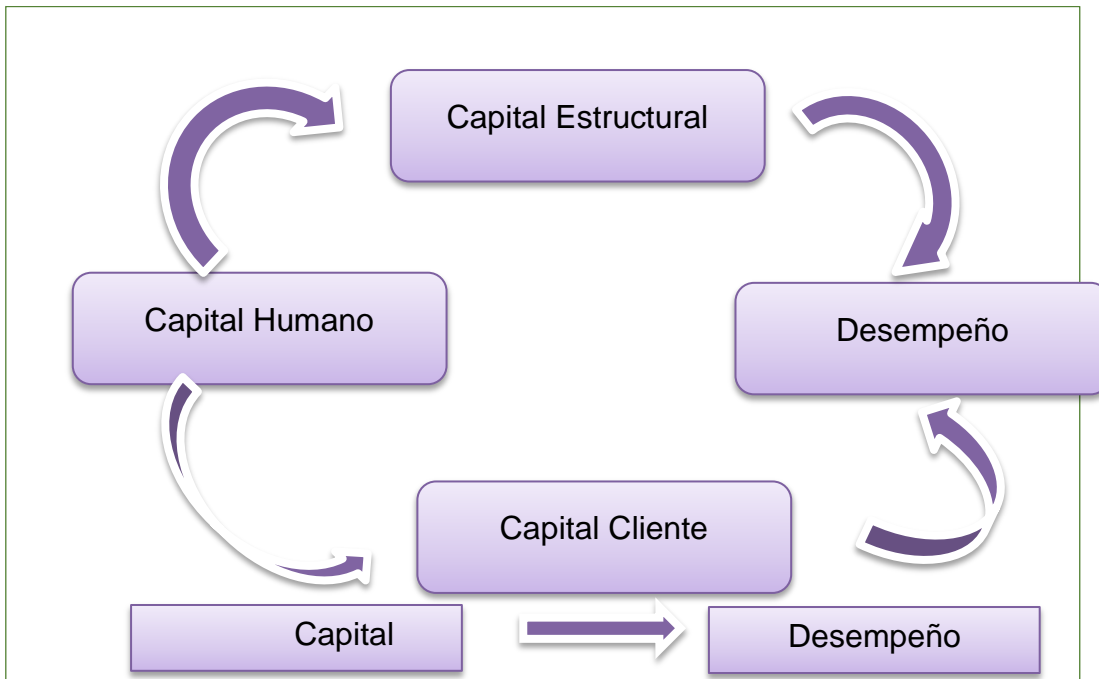 Capital Estructural
Capital Humano
Desempeño
Capital Cliente
Capital
Desempeño